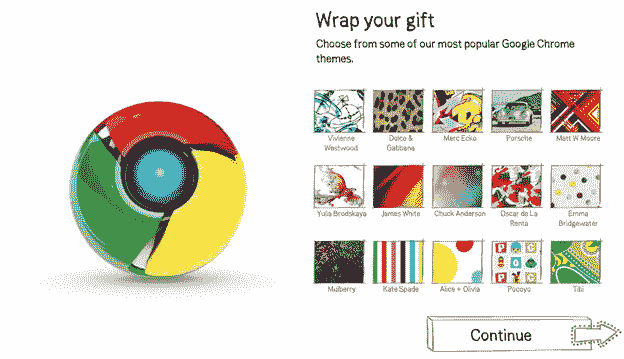 Wrap your gift
Choose from some of our most popular Google Chrome
themes.
Vivienne
Westwood
Dolce &
Gabbana
Marc Ecko
Porsche
Matt W Moore
Yulia Brodskaya
James White
Chuck Anderson
Oscar de La
Renta
Emma
Bridgewater
Mulberry
Kate Spade
Alice + Olivia
Pocoyo
Tibi
Continue